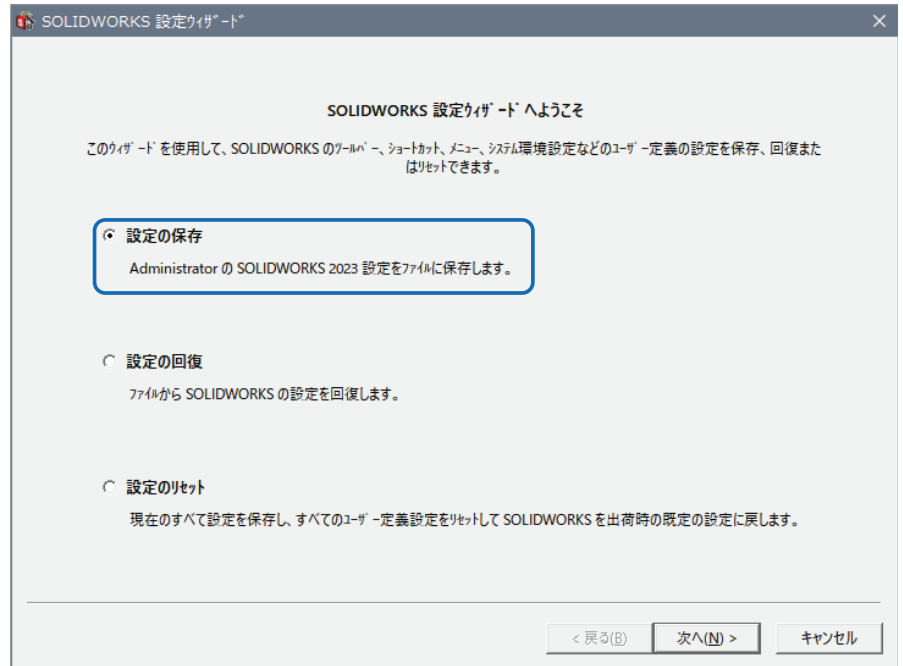 SOLIDWORKS 設定ｳｨｻﾞｰﾄﾞ
SOLIDWORKS 設定ｳｨｻﾞｰﾄﾞへようこそ
このｳｨｻﾞｰﾄﾞを使用して、SOLIDWORKS のﾂｰﾙﾊﾞｰ、ｼｮｰﾄｶｯﾄ、ﾒﾆｭｰ、ｼｽﾃﾑ環境設定などのﾕｰｻﾞｰ定義の設定を保存、回復また
はﾘｾｯﾄできます。
設定の保存
Administrator の SOLIDWORKS 2023 設定をﾌｧｲﾙに保存します。
設定の回復
ﾌｧｲﾙから SOLIDWORKS の設定を回復します。
設定のﾘｾｯﾄ
現在のすべて設定を保存し、すべてのﾕｰｻﾞｰ定義設定をﾘｾｯﾄして SOLIDWORKS を出荷時の既定の設定に戻します。
< 戻る(B) 次へ(N) > キャンセル